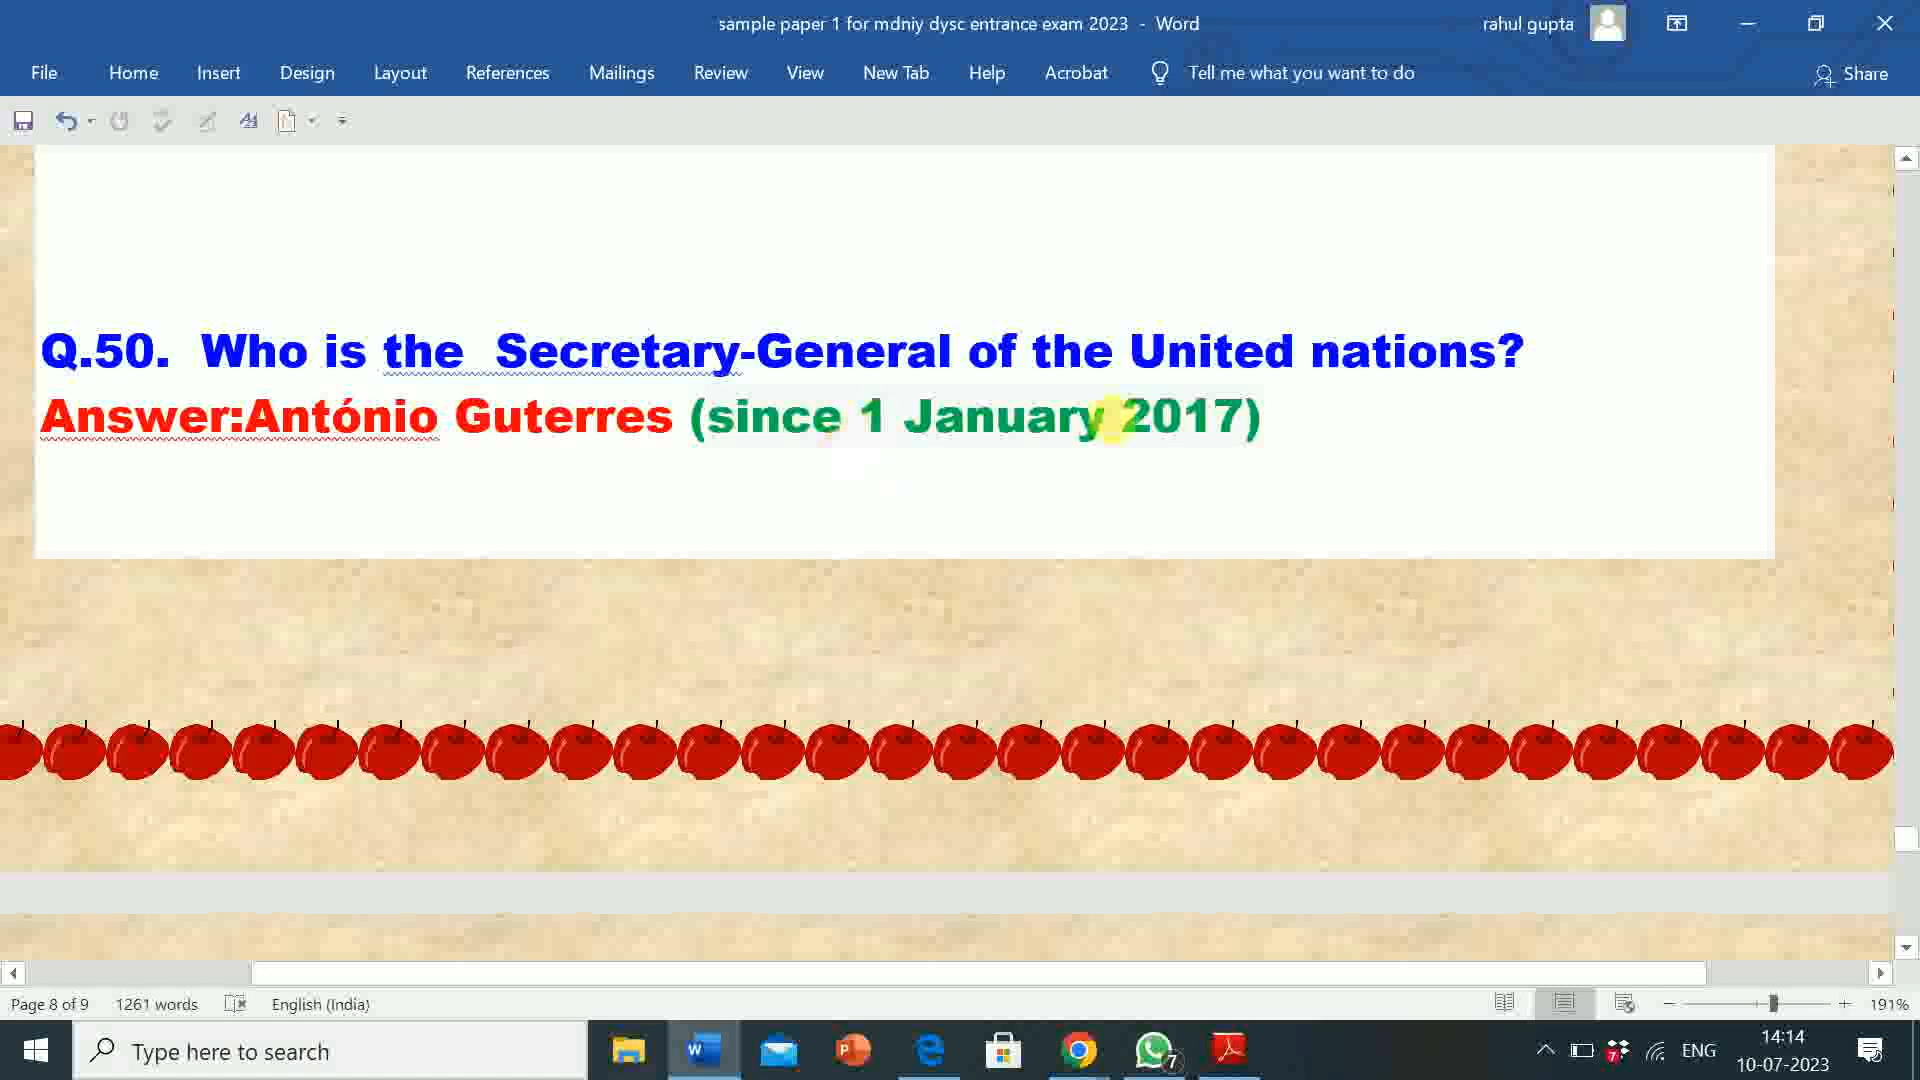 sample paper 1 for mdniy dysc entrance exam 2023 - Word
rahul gupta
File Home Insert Design Layout References Mailings Review View New Tab Help Acrobat Tell me what you want to do Share
Q.50. Who is the Secretary-General of the United nations?
Answer:António Guterres (since 1 January 2017)
Page 8 of 9 1261 words English (India) 191%
Type here to search
7
7
ENG
14:14
10-07-2023